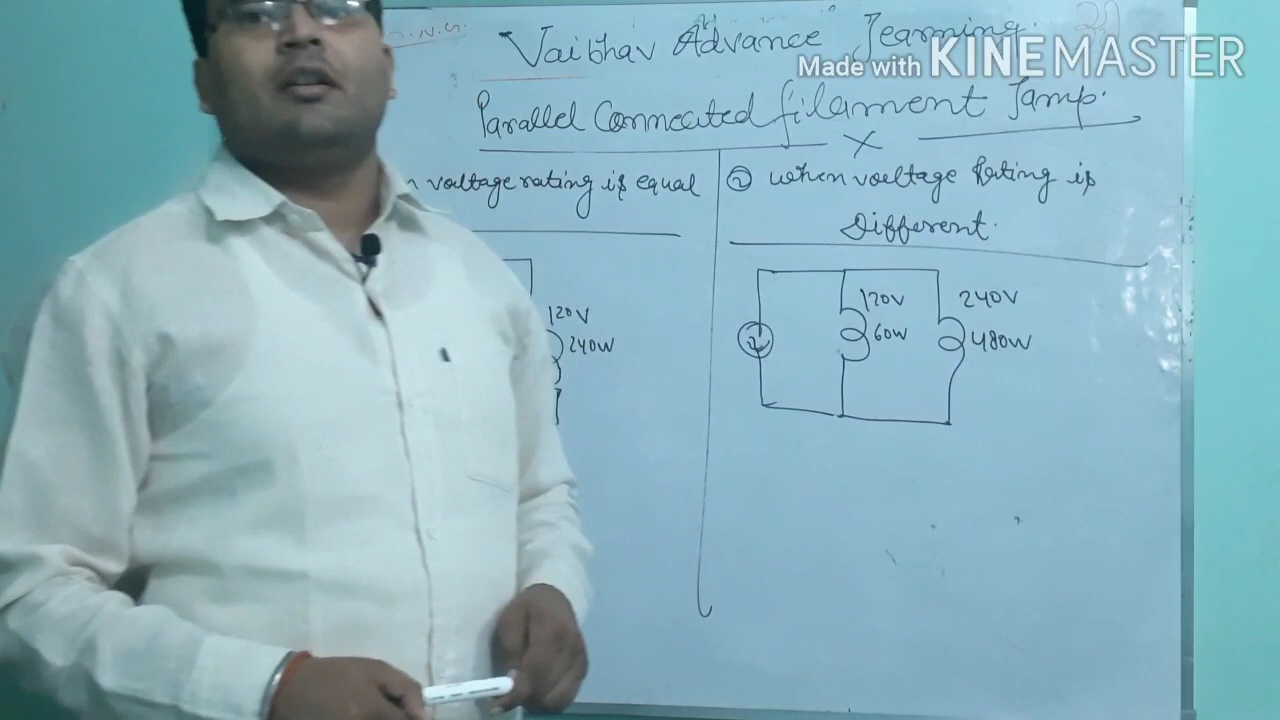 Vaibhav Advance Learning
Made with KINEMASTER
Parallel Connected filament Lamp.
voltage rating is equal
② when voltage Rating is
Different.
120V
240W
120V
60W
240V
480W